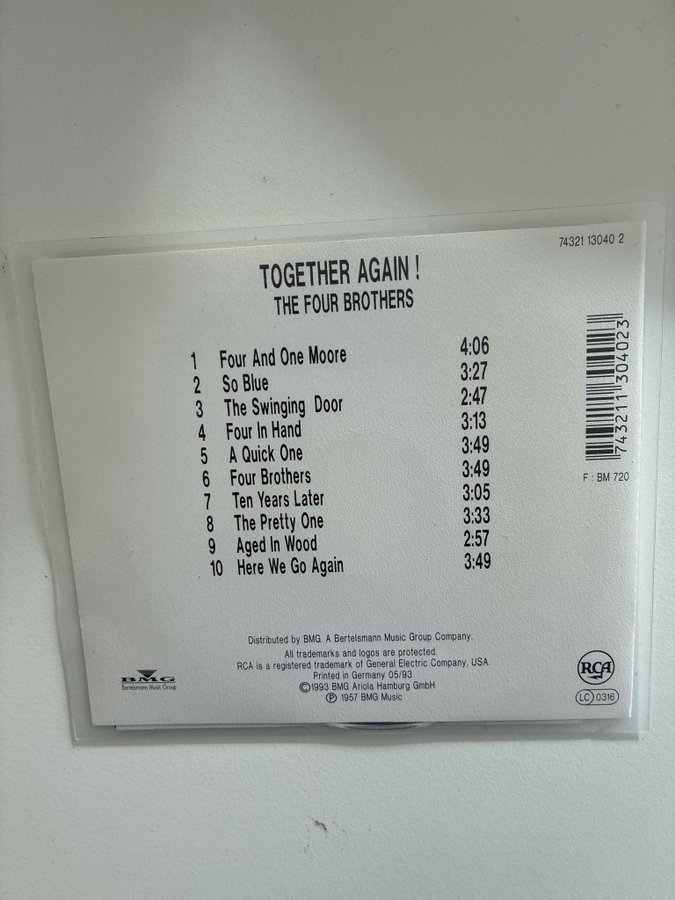 74321 13040 2
TOGETHER AGAIN !
THE FOUR BROTHERS
1 Four And One Moore 4:06
2 So Blue 3:27
3 The Swinging Door 2:47
4 Four In Hand 3:13
5 A Quick One 3:49
6 Four Brothers 3:49
7 Ten Years Later 3:05
8 The Pretty One 3:33
9 Aged In Wood 2:57
10 Here We Go Again 3:49
743211 304023
F : BM 720
Distributed by BMG. A Bertelsmann Music Group Company.
All trademarks and logos are protected.
RCA is a registered trademark of General Electric Company, USA.
Printed in Germany 05/93
©1993 BMG Ariola Hamburg GmbH
℗ 1957 BMG Music
BMG
Bertelsmann Music Group
RCA
LC 0316